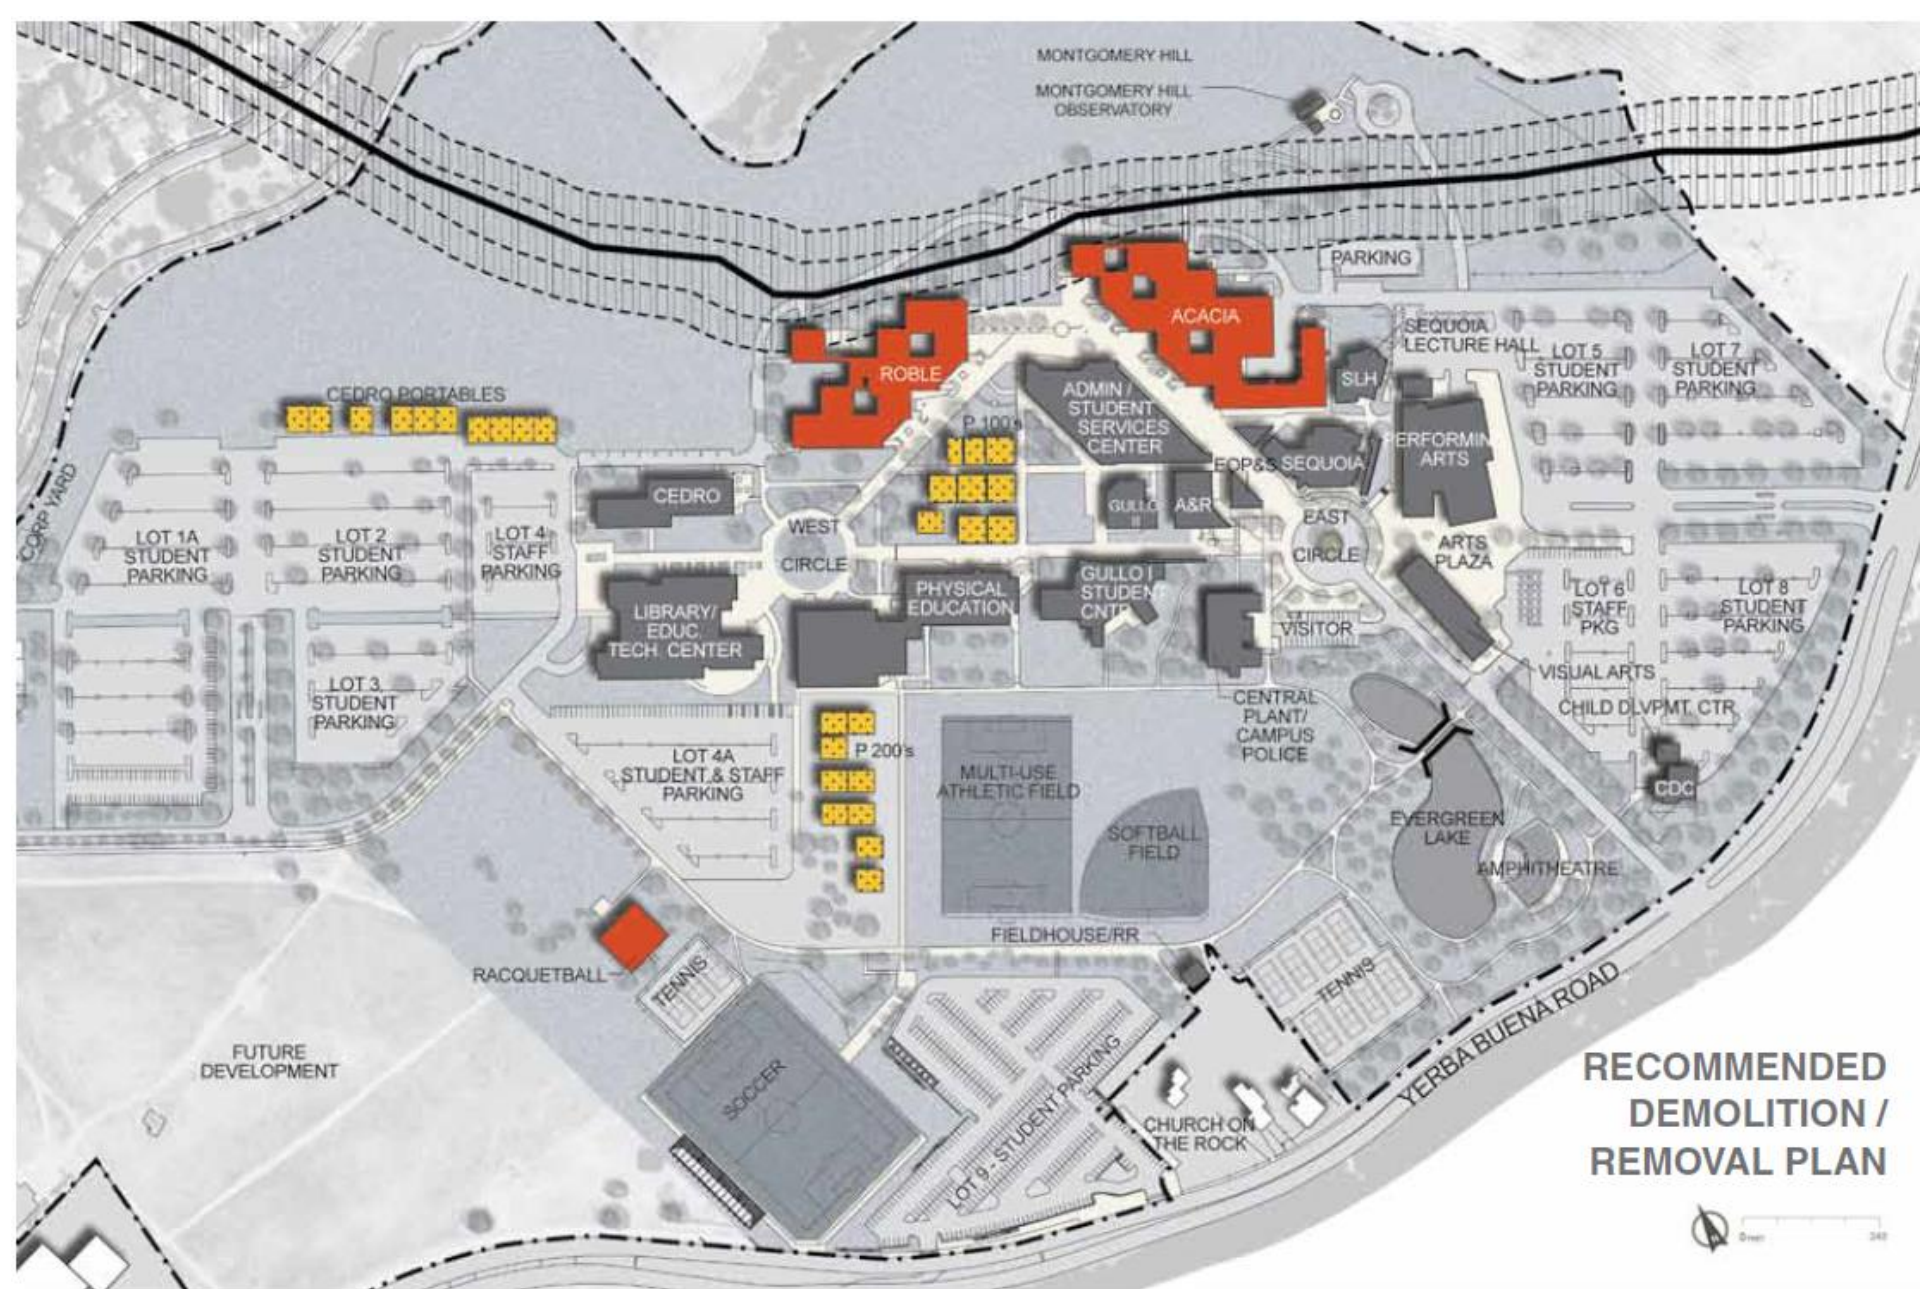 MONTGOMERY HILL
MONTGOMERY HILL
OBSERVATORY
PARKING
ACACIA
ROBLE
SEQUOIA
LECTURE HALL
SLH
LOT 5
STUDENT
PARKING
LOT 7
STUDENT
PARKING
CEDRO PORTABLES
P 100's
ADMIN /
STUDENT
SERVICES
CENTER
EOP&S
SEQUOIA
PERFORMIN
ARTS
CORP YARD
LOT 1A
STUDENT
PARKING
LOT 2
STUDENT
PARKING
LOT 4
STAFF
PARKING
CEDRO
WEST
CIRCLE
GULLO
II
A&R
EAST
CIRCLE
ARTS
PLAZA
LIBRARY/
EDUC.
TECH. CENTER
PHYSICAL
EDUCATION
GULLO I
STUDENT
CNTR
VISITOR
LOT 6
STAFF
PKG
LOT 8
STUDENT
PARKING
LOT 3
STUDENT
PARKING
VISUAL ARTS
CHILD DLVPMT. CTR
CENTRAL
PLANT/
CAMPUS
POLICE
LOT 4A
STUDENT & STAFF
PARKING
P 200's
MULTI-USE
ATHLETIC FIELD
SOFTBALL
FIELD
CDC
EVERGREEN
LAKE
AMPHITHEATRE
FIELDHOUSE/RR
RACQUETBALL
TENNIS
TENNIS
FUTURE
DEVELOPMENT
SOCCER
LOT 9 - STUDENT PARKING
CHURCH ON
THE ROCK
YERBA BUENA ROAD
RECOMMENDED
DEMOLITION /
REMOVAL PLAN